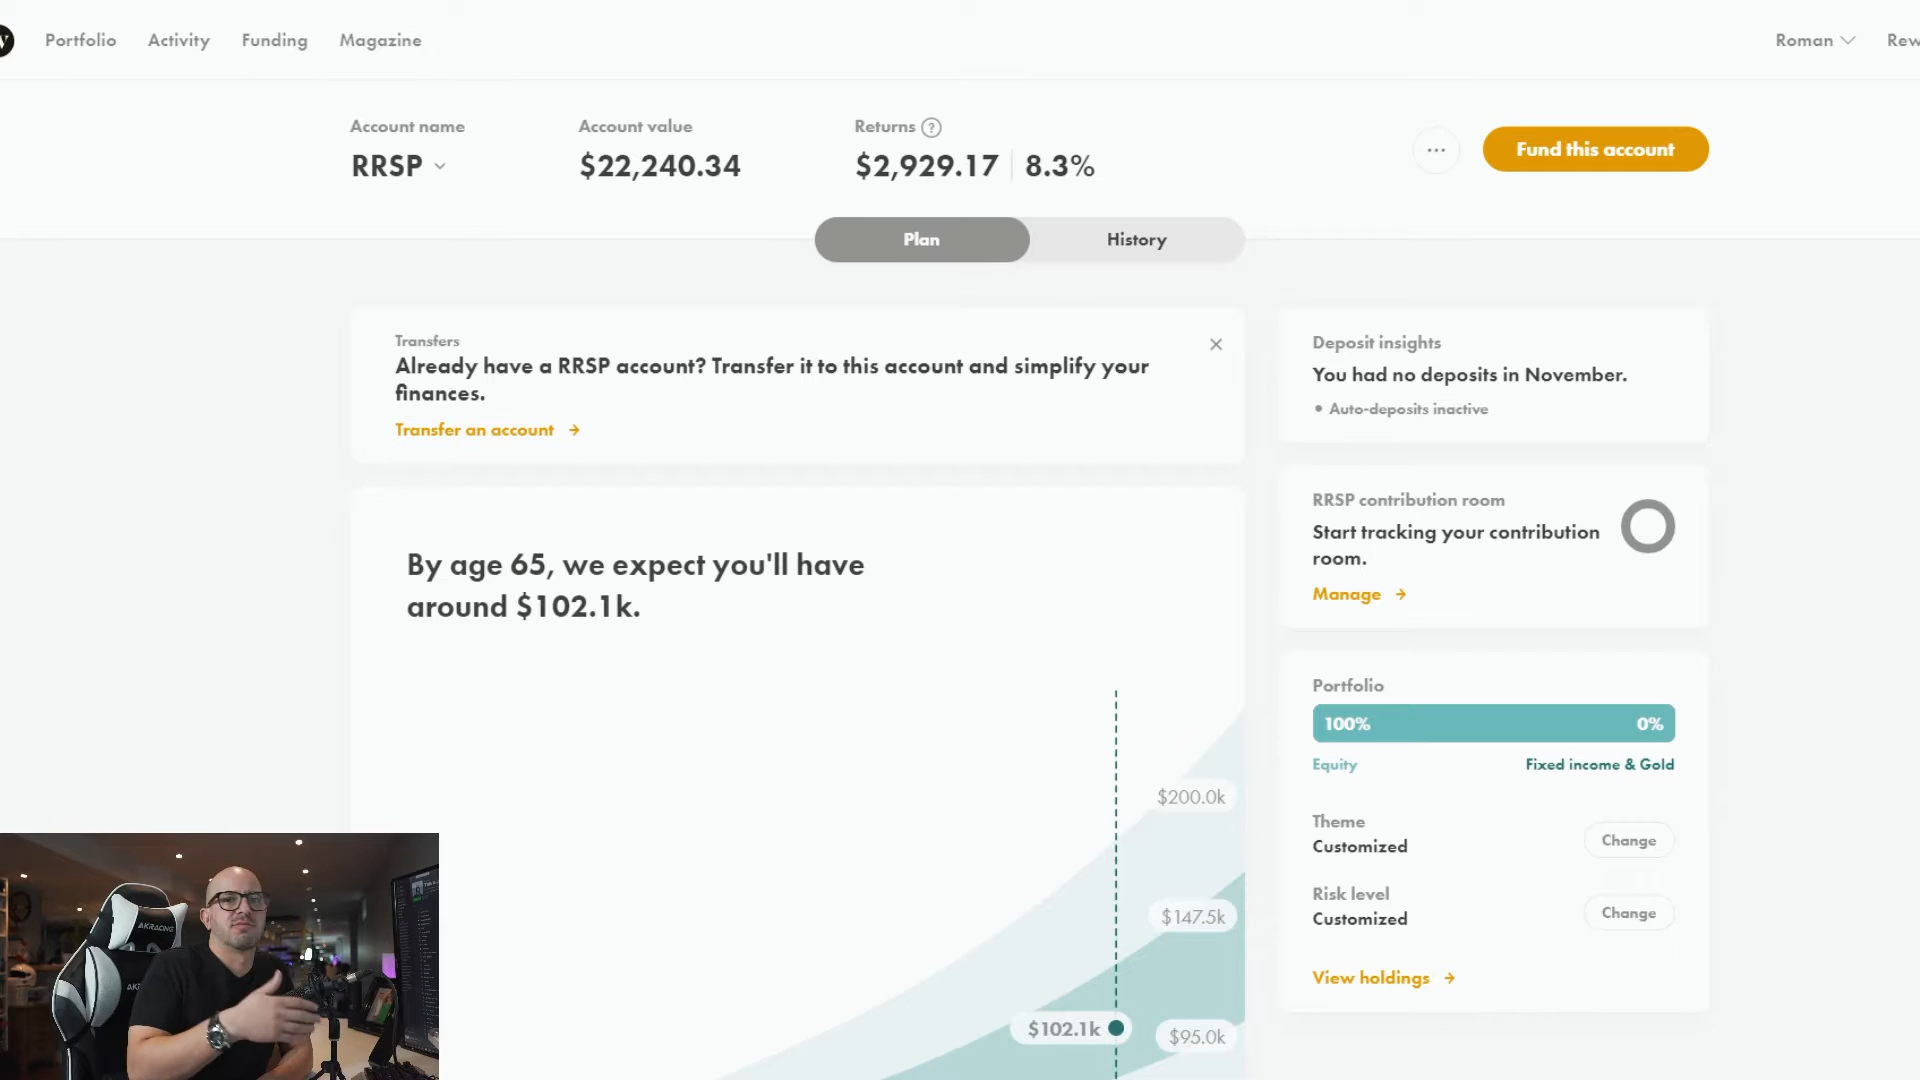 Portfolio
Activity
Funding
Magazine
Roman
Rew
Account name
RRSP
Account value
$22,240.34
Returns ?
$2,929.17 | 8.3%
...
Fund this account
Plan
History
Transfers
Already have a RRSP account? Transfer it to this account and simplify your
finances.
Transfer an account →
Deposit insights
You had no deposits in November.
• Auto-deposits inactive
RRSP contribution room
Start tracking your contribution
room.
Manage →
By age 65, we expect you'll have
around $102.1k.
$200.0k
$147.5k
$102.1k
$95.0k
Portfolio
100%
0%
Equity
Fixed income & Gold
Theme
Customized
Change
Risk level
Customized
Change
View holdings →
AKRACING